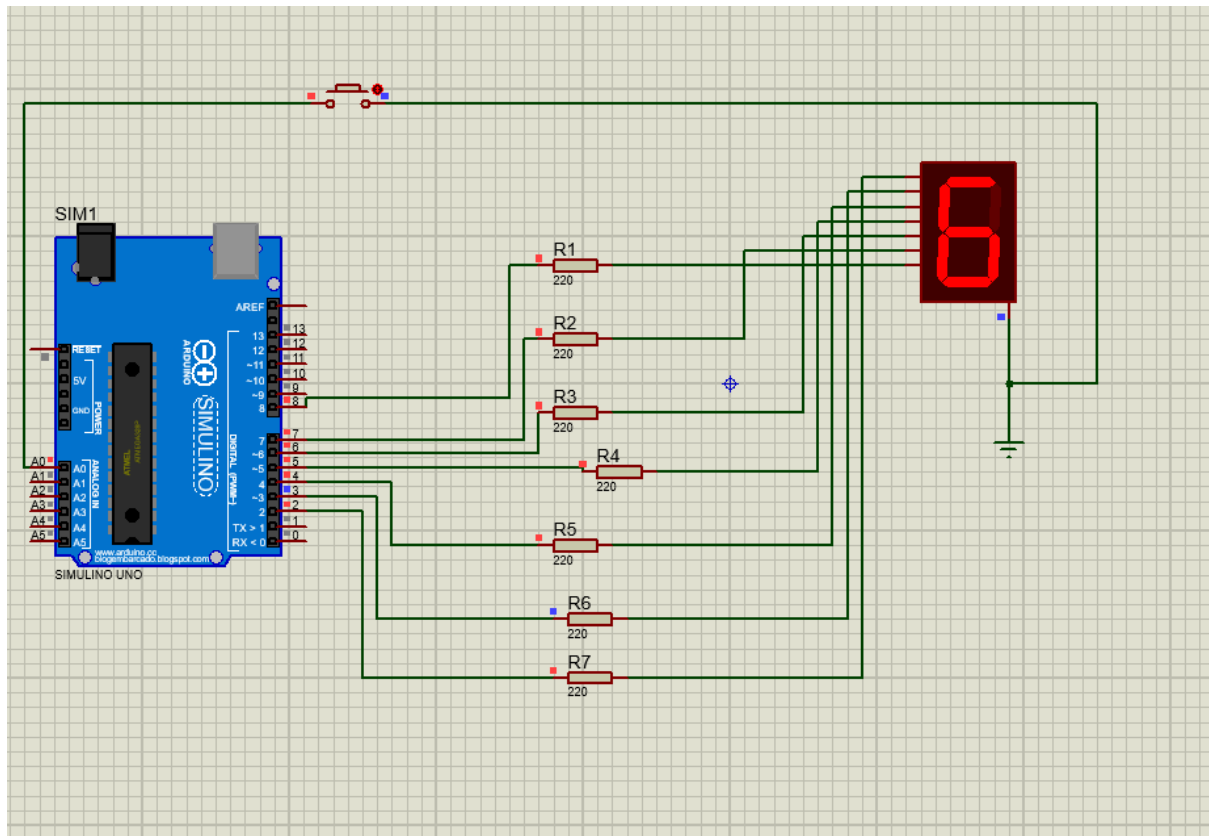 SIM1
AREF
RESET
5V
POWER
GND
ARDUINO
SIMULINO
13 13
12 12
~11 11
~10 10
~9 9
8 8
DIGITAL (PWM~)
7 7
~6 6
~5 5
4 4
~3 3
2 2
TX > 1 1
RX < 0 0
ANALOG IN
A0 A0
A1 A1
A2 A2
A3 A3
A4 A4
A5 A5
ATMEL
www.arduino.cc
blogembarcado.blogspot.com
SIMULINO UNO
R1
220
R2
220
R3
220
R4
220
R5
220
R6
220
R7
220
6